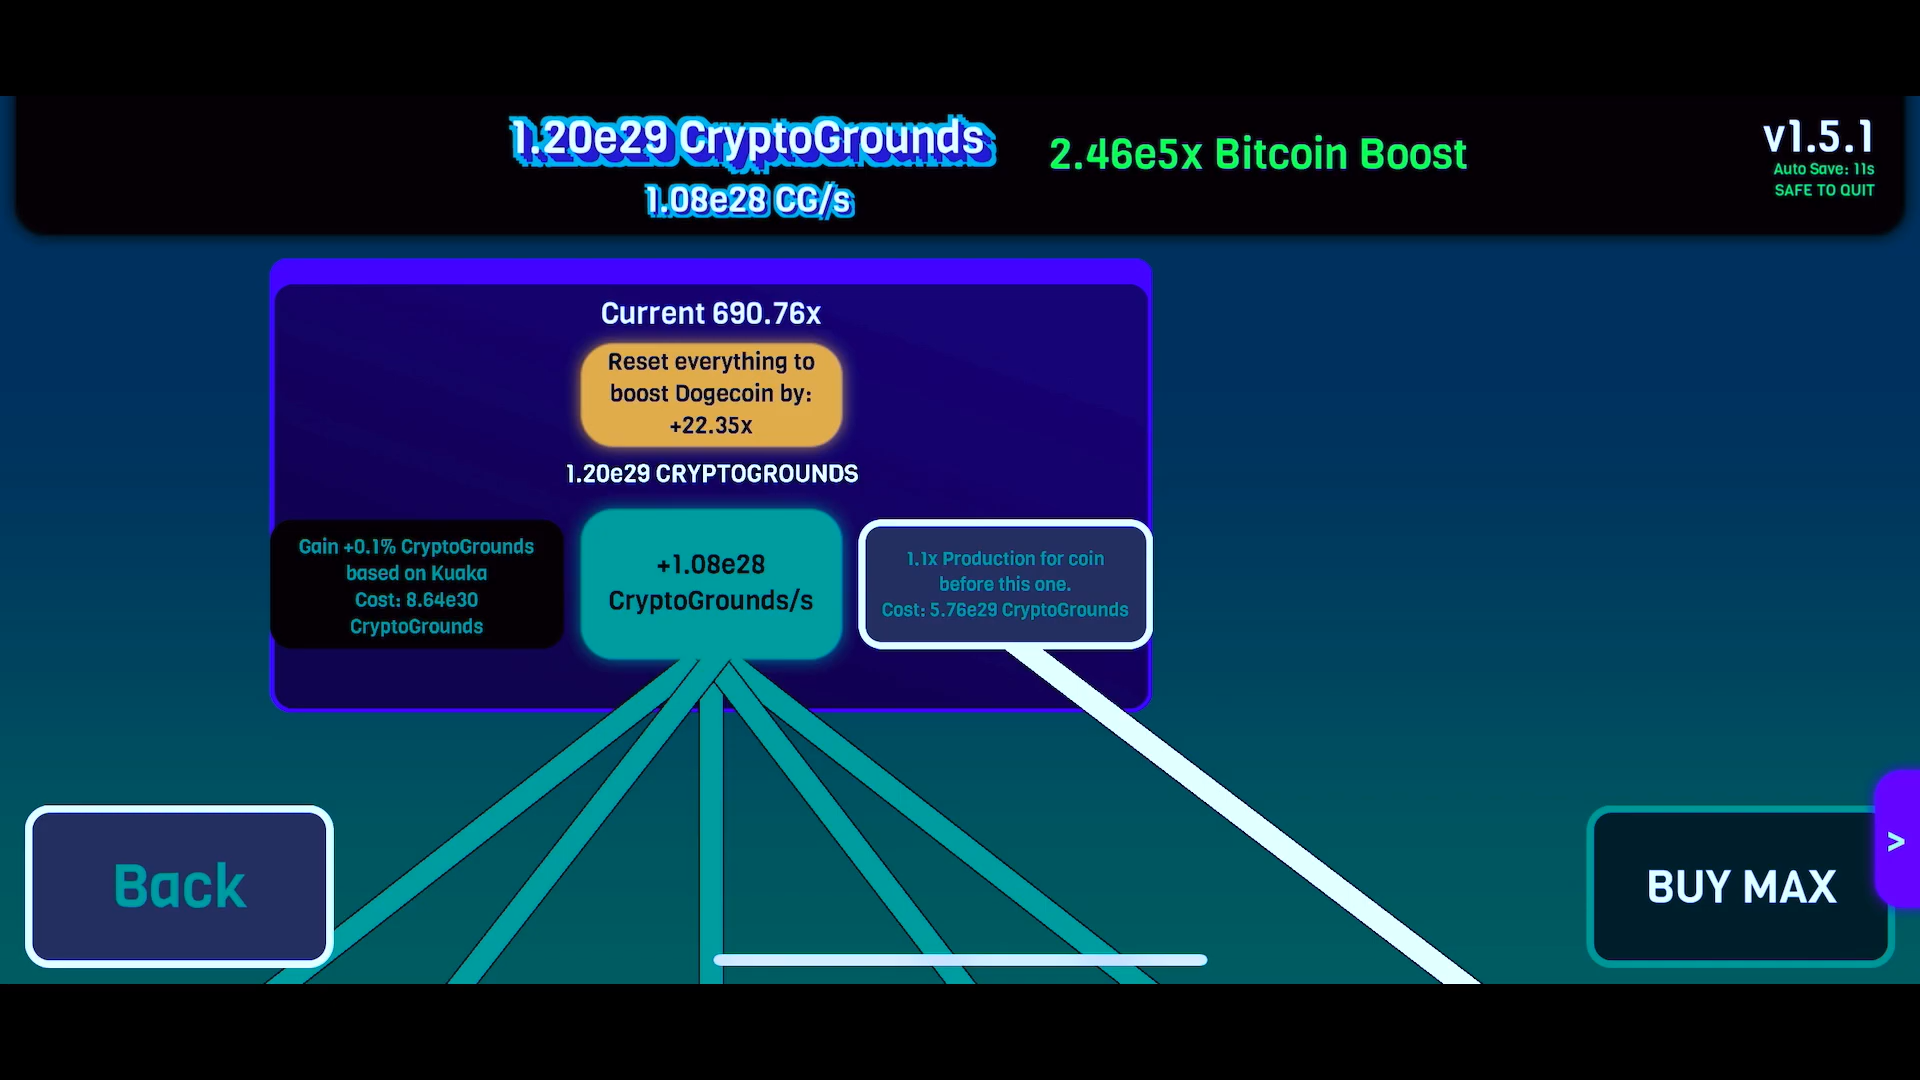 1.20e29 CryptoGrounds
1.08e28 CG/s
2.46e5x Bitcoin Boost
v1.5.1
Auto Save: 11s
SAFE TO QUIT
Current 690.76x
Reset everything to
boost Dogecoin by:
+22.35x
1.20e29 CRYPTOGROUNDS
Gain +0.1% CryptoGrounds
based on Kuaka
Cost: 8.64e30
CryptoGrounds
+1.08e28
CryptoGrounds/s
1.1x Production for coin
before this one.
Cost: 5.76e29 CryptoGrounds
Back
BUY MAX
>